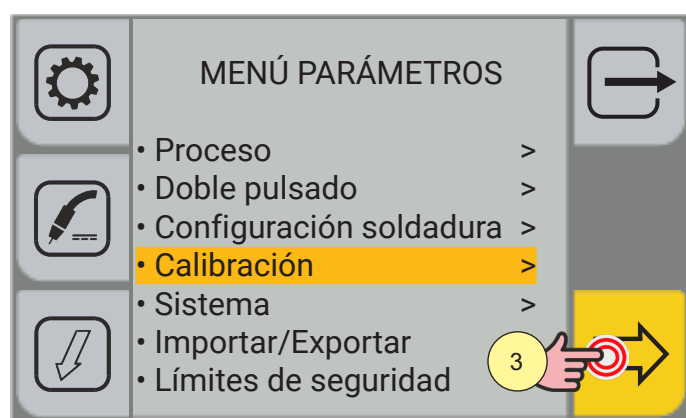 MENÚ PARÁMETROS
• Proceso >
• Doble pulsado >
• Configuración soldadura >
• Calibración >
• Sistema >
• Importar/Exportar
• Límites de seguridad
3